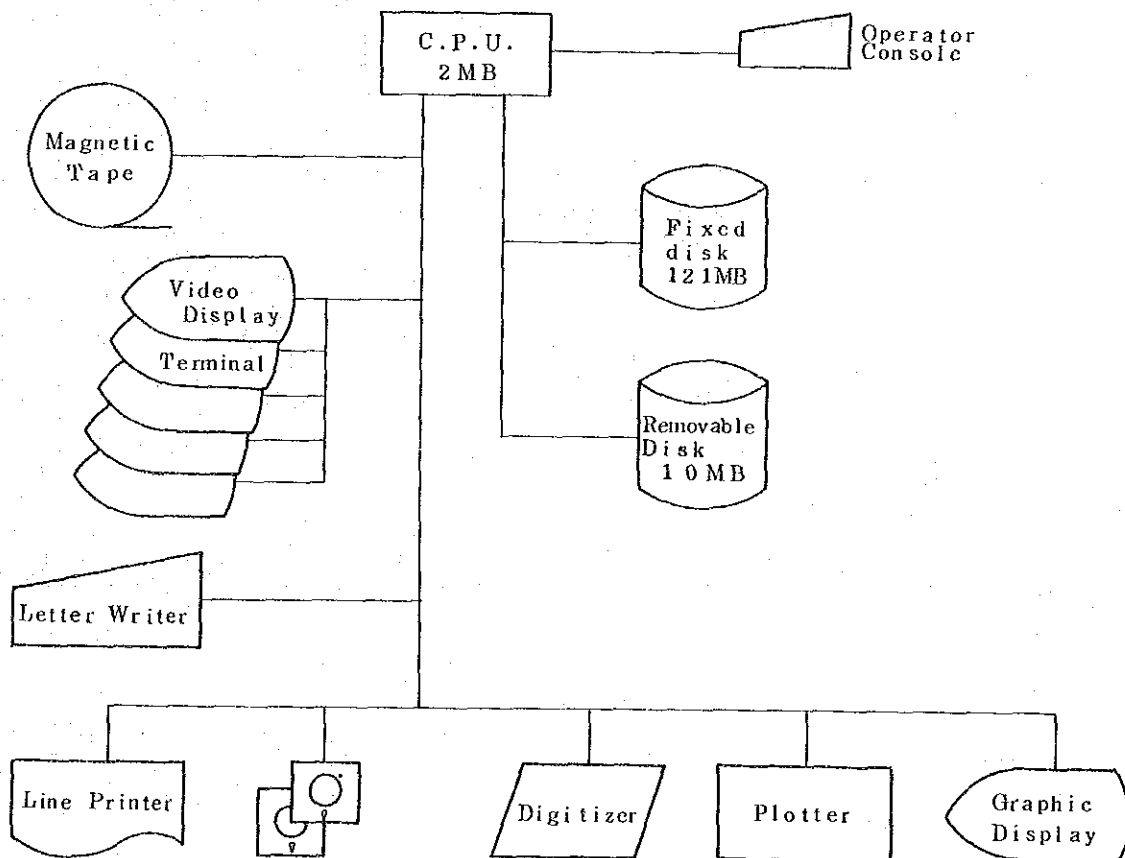 C.P.U.
2MB
Operator
Console
Magnetic
Tape
Fixed
disk
121MB
Video
Display
Terminal
Removable
Disk
10MB
Letter Writer
Line Printer
Digitizer
Plotter
Graphic
Display